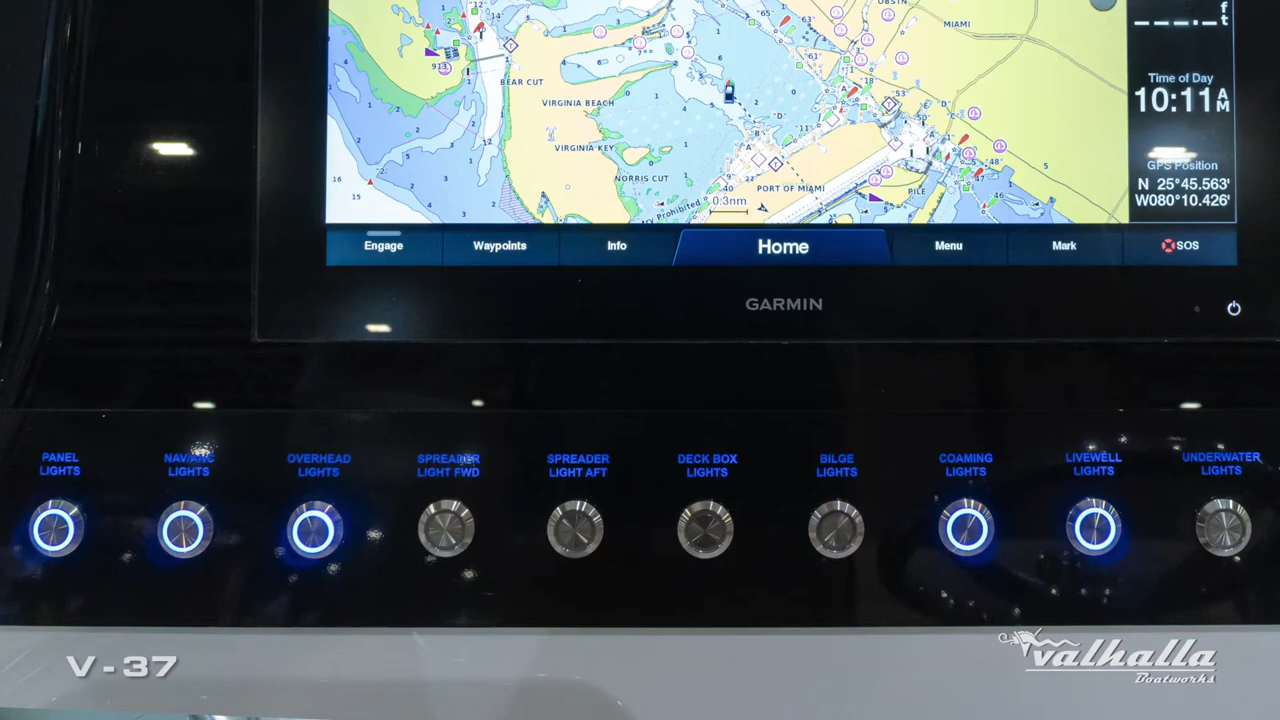 f
t
MIAMI
BEAR CUT
VIRGINIA BEACH
VIRGINIA KEY
NORRIS CUT
PORT OF MIAMI
PILE
0.3nm
Time of Day
10:11 AM
GPS Position
N 25°45.563'
W080°10.426'
Engage
Waypoints
Info
Home
Menu
Mark
SOS
GARMIN
PANEL
LIGHTS
LIGHTS
OVERHEAD
LIGHTS
SPREADER
LIGHT FWD
SPREADER
LIGHT AFT
DECK BOX
LIGHTS
BILGE
LIGHTS
COAMING
LIGHTS
LIVEWELL
LIGHTS
UNDERWATER
LIGHTS
V-37
valhalla
Boatworks